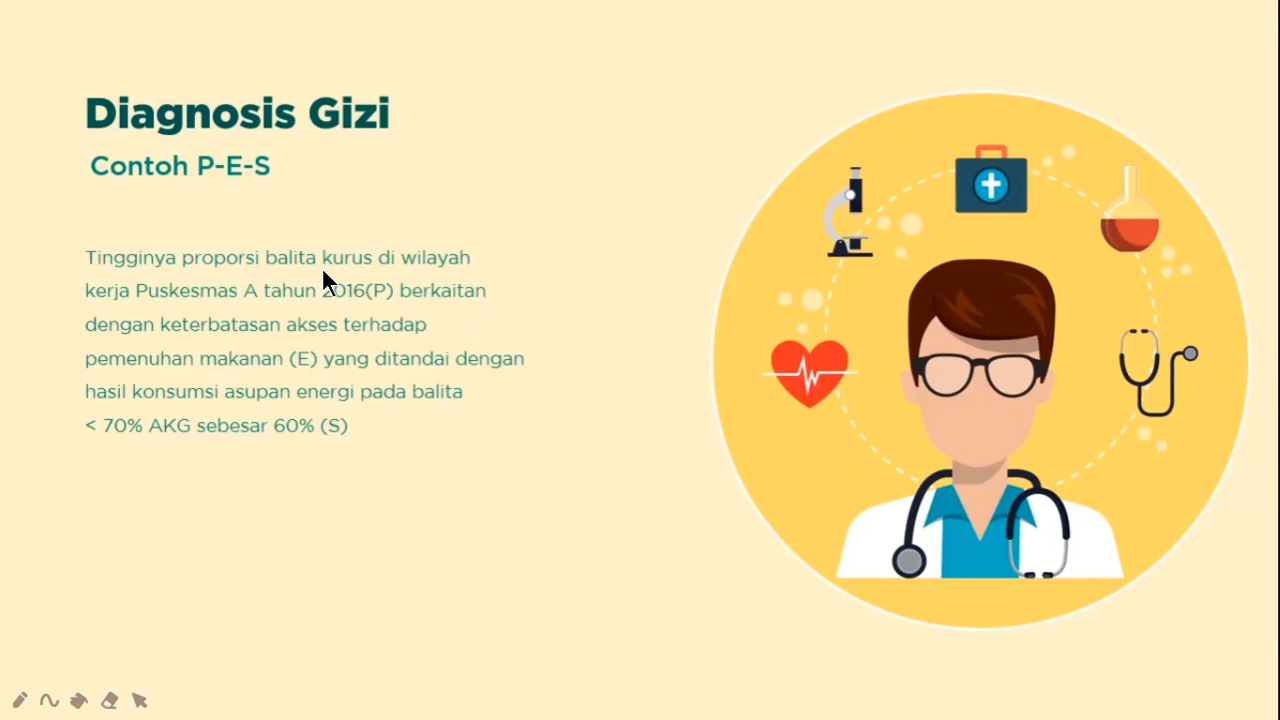 Diagnosis Gizi
Contoh P-E-S
Tingginya proporsi balita kurus di wilayah
kerja Puskesmas A tahun 2016(P) berkaitan
dengan keterbatasan akses terhadap
pemenuhan makanan (E) yang ditandai dengan
hasil konsumsi asupan energi pada balita
< 70% AKG sebesar 60% (S)